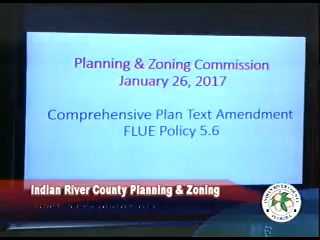 Planning & Zoning Commission
January 26, 2017
Comprehensive Plan Text Amendment
FLUE Policy 5.6
Indian River County Planning & Zoning